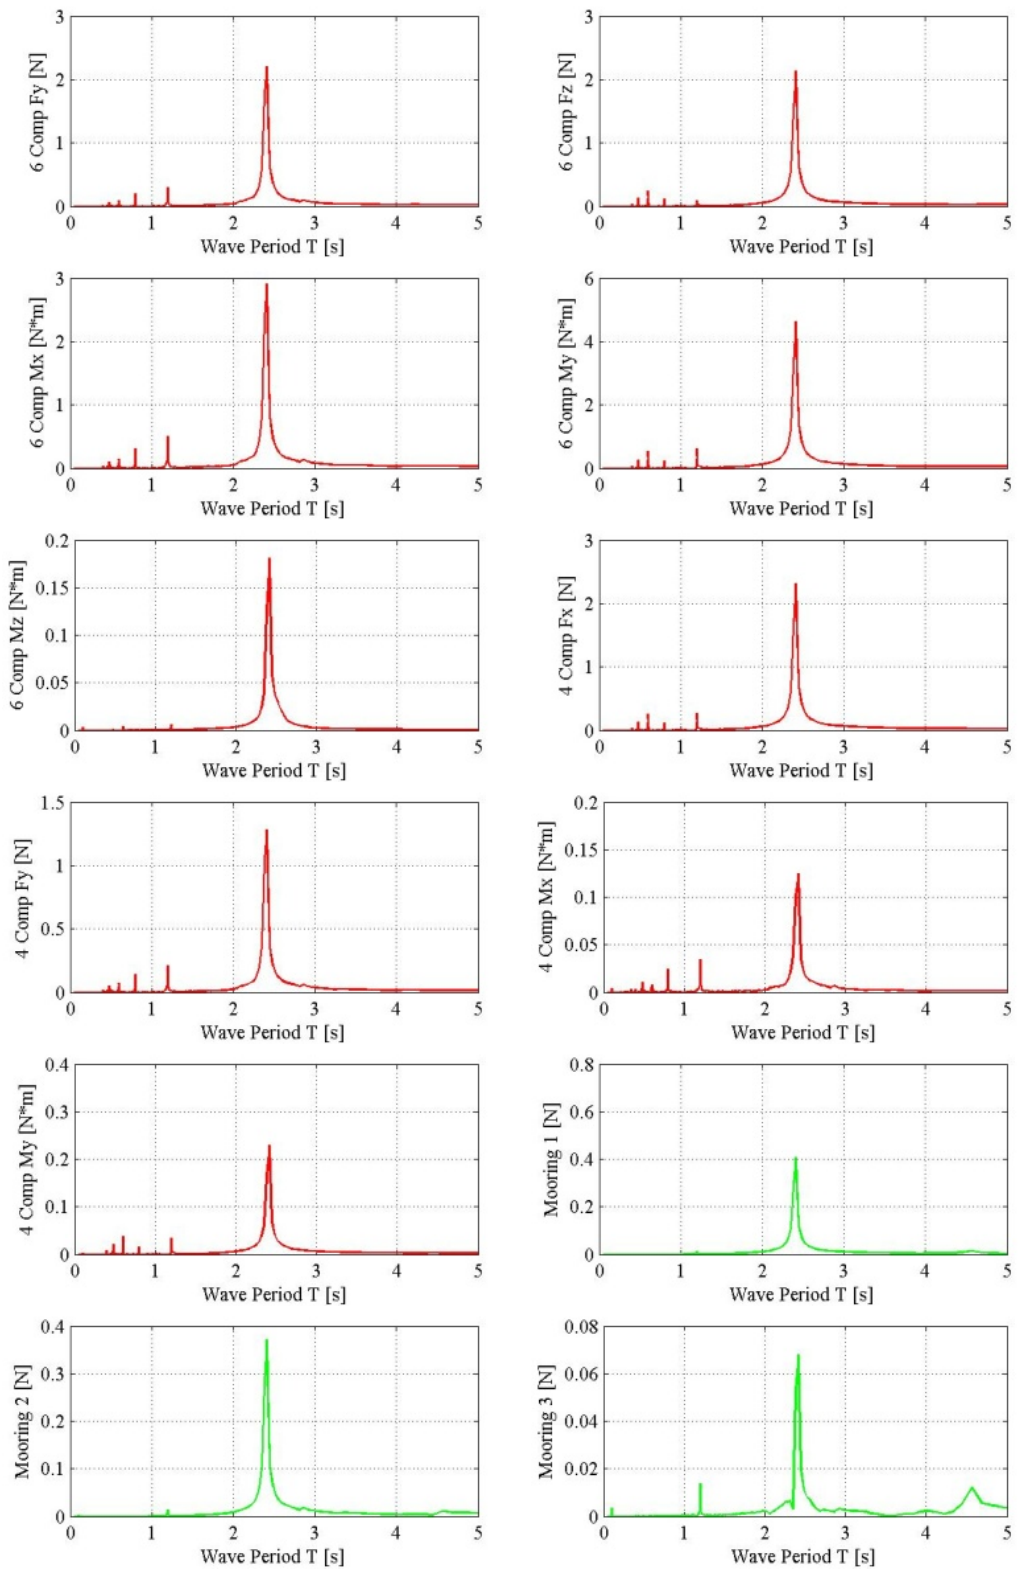 3
2
1
0
6 Comp Fy [N]
0 1 2 3 4 5
Wave Period T [s]
3
2
1
0
6 Comp Fz [N]
0 1 2 3 4 5
Wave Period T [s]
3
2
1
0
6 Comp Mx [N*m]
0 1 2 3 4 5
Wave Period T [s]
6
4
2
0
6 Comp My [N*m]
0 1 2 3 4 5
Wave Period T [s]
0.2
0.15
0.1
0.05
0
6 Comp Mz [N*m]
0 1 2 3 4 5
Wave Period T [s]
3
2
1
0
4 Comp Fx [N]
0 1 2 3 4 5
Wave Period T [s]
1.5
1
0.5
0
4 Comp Fy [N]
0 1 2 3 4 5
Wave Period T [s]
0.2
0.15
0.1
0.05
0
4 Comp Mx [N*m]
0 1 2 3 4 5
Wave Period T [s]
0.4
0.3
0.2
0.1
0
4 Comp My [N*m]
0 1 2 3 4 5
Wave Period T [s]
0.8
0.6
0.4
0.2
0
Mooring 1 [N]
0 1 2 3 4 5
Wave Period T [s]
0.4
0.3
0.2
0.1
0
Mooring 2 [N]
0 1 2 3 4 5
Wave Period T [s]
0.08
0.06
0.04
0.02
0
Mooring 3 [N]
0 1 2 3 4 5
Wave Period T [s]